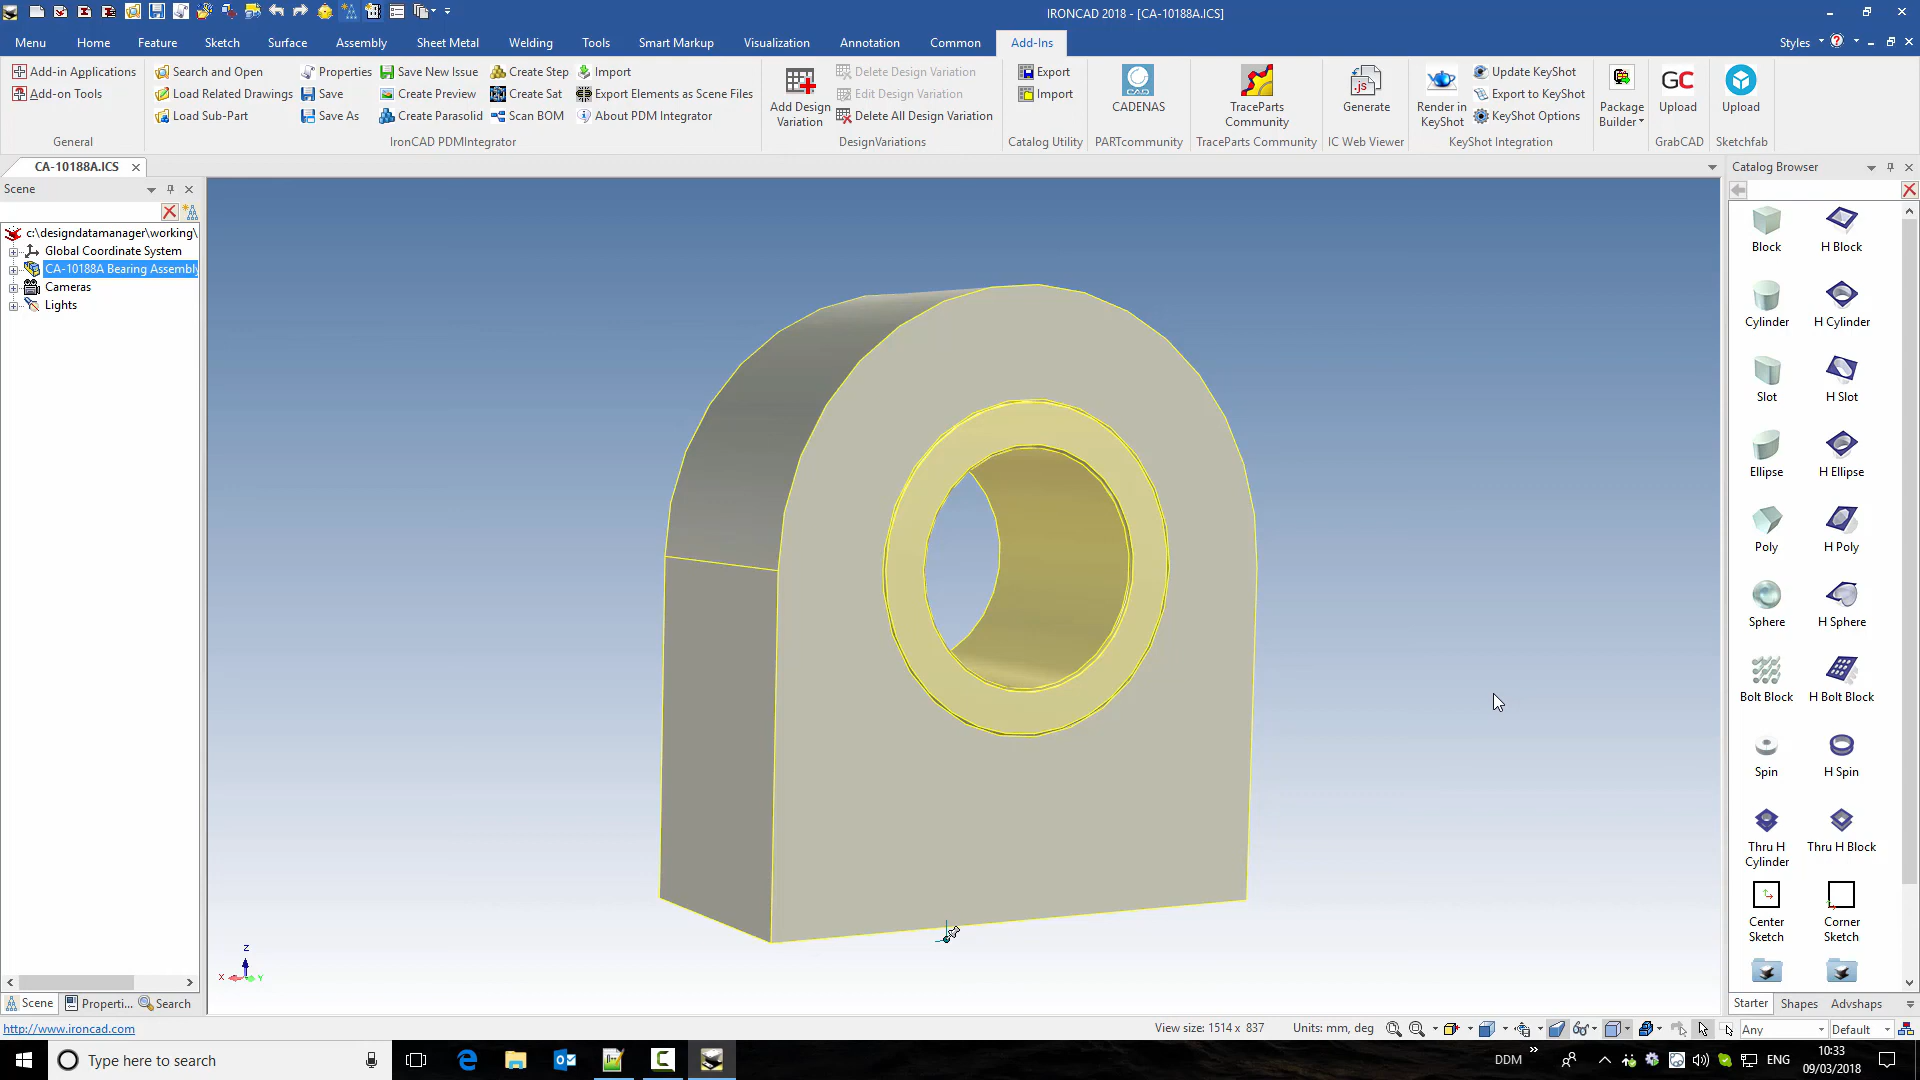 IRONCAD 2018 - [CA-10188A.ICS]
Menu Home Feature Sketch Surface Assembly Sheet Metal Welding Tools Smart Markup Visualization Annotation Common Add-Ins Styles
Add-in Applications Search and Open Properties Save New Issue Create Step Import Delete Design Variation Export Update KeyShot
Add-on Tools Load Related Drawings Save Create Preview Create Sat Export Elements as Scene Files Edit Design Variation Import Export to KeyShot
Load Sub-Part Save As Create Parasolid Scan BOM About PDM Integrator Delete All Design Variation KeyShot Options
Add Design
Variation
CADENAS
TraceParts
Community
Generate
Render in
KeyShot
Package
Builder
GC
Upload
Upload
General IronCAD PDMIntegrator DesignVariations Catalog Utility PARTcommunity TraceParts Community IC Web Viewer KeyShot Integration GrabCAD Sketchfab
CA-10188A.ICS
Scene
c:\designdatamanager\working\
Global Coordinate System
CA-10188A Bearing Assembly
Cameras
Lights
Z
X
Y
Catalog Browser
Block H Block
Cylinder H Cylinder
Slot H Slot
Ellipse H Ellipse
Poly H Poly
Sphere H Sphere
Bolt Block H Bolt Block
Spin H Spin
Thru H
Cylinder
Thru H Block
Center
Sketch
Corner
Sketch
Starter Shapes Advshaps
Scene Properti... Search
http://www.ironcad.com
View size: 1514 x 837 Units: mm, deg Any Default
Type here to search
DDM
ENG
10:33
09/03/2018